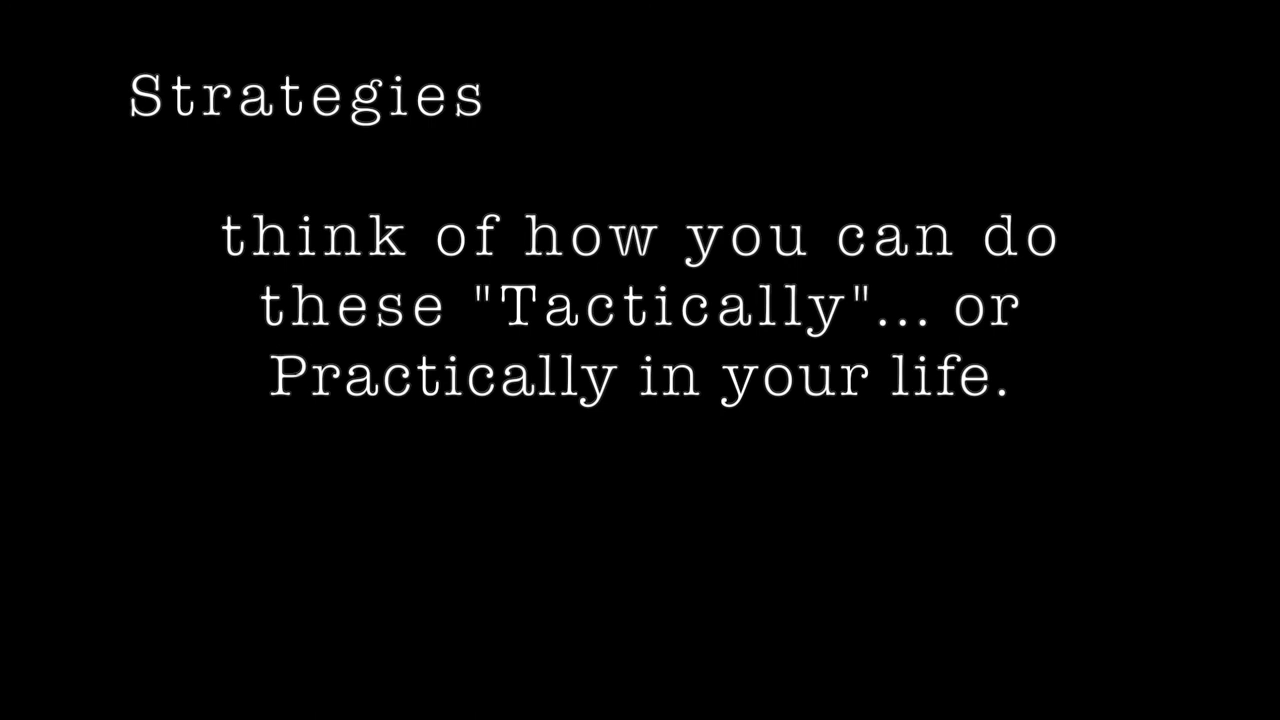 Strategies
think of how you can do
these "Tactically"... or
Practically in your life.